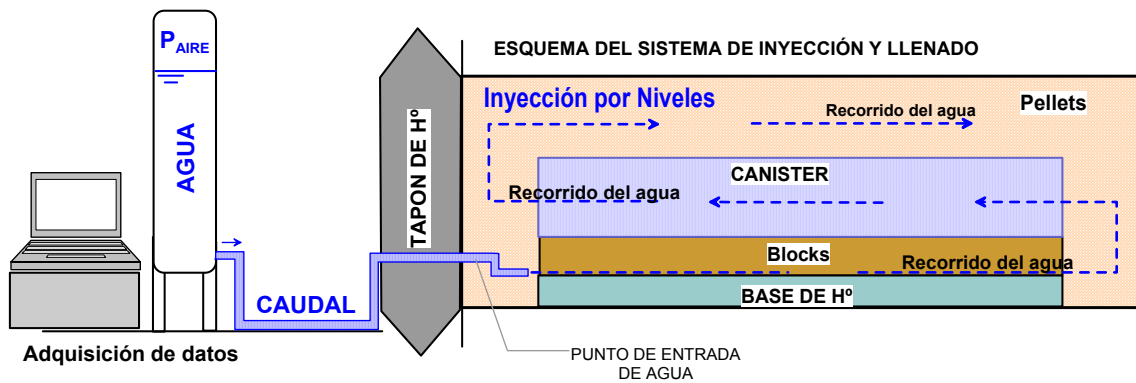 ESQUEMA DEL SISTEMA DE INYECCIÓN Y LLENADO
P AIRE
AGUA
TAPON DE Hº
Inyección por Niveles
Recorrido del agua
Pellets
CANISTER
Recorrido del agua
Blocks
Recorrido del agua
BASE DE Hº
CAUDAL
Adquisición de datos
PUNTO DE ENTRADA
DE AGUA